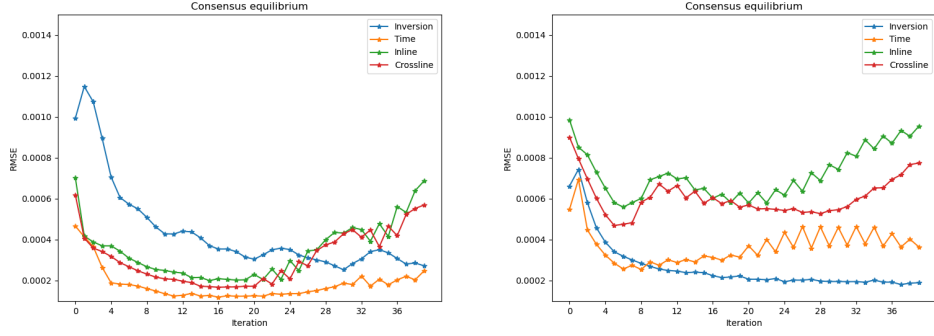 Consensus equilibrium
0.0014
0.0012
0.0010
0.0008
0.0006
0.0004
0.0002
RMSE
0 4 8 12 16 20 24 28 32 36
Iteration
Inversion
Time
Inline
Crossline
Consensus equilibrium
0.0014
0.0012
0.0010
0.0008
0.0006
0.0004
0.0002
RMSE
0 4 8 12 16 20 24 28 32 36
Iteration
Inversion
Time
Inline
Crossline